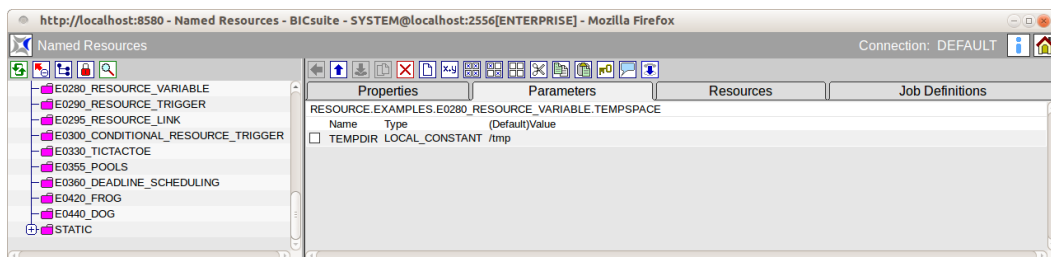 http://localhost:8580 - Named Resources - BICsuite - SYSTEM@localhost:2556[ENTERPRISE] - Mozilla Firefox
Named Resources Connection: DEFAULT
x,y
E0280_RESOURCE_VARIABLE
E0290_RESOURCE_TRIGGER
E0295_RESOURCE_LINK
E0300_CONDITIONAL_RESOURCE_TRIGGER
E0330_TICTACTOE
E0355_POOLS
E0360_DEADLINE_SCHEDULING
E0420_FROG
E0440_DOG
STATIC
Properties Parameters Resources Job Definitions
RESOURCE.EXAMPLES.E0280_RESOURCE_VARIABLE.TEMPSPACE
Name Type (Default)Value
TEMPDIR LOCAL_CONSTANT /tmp